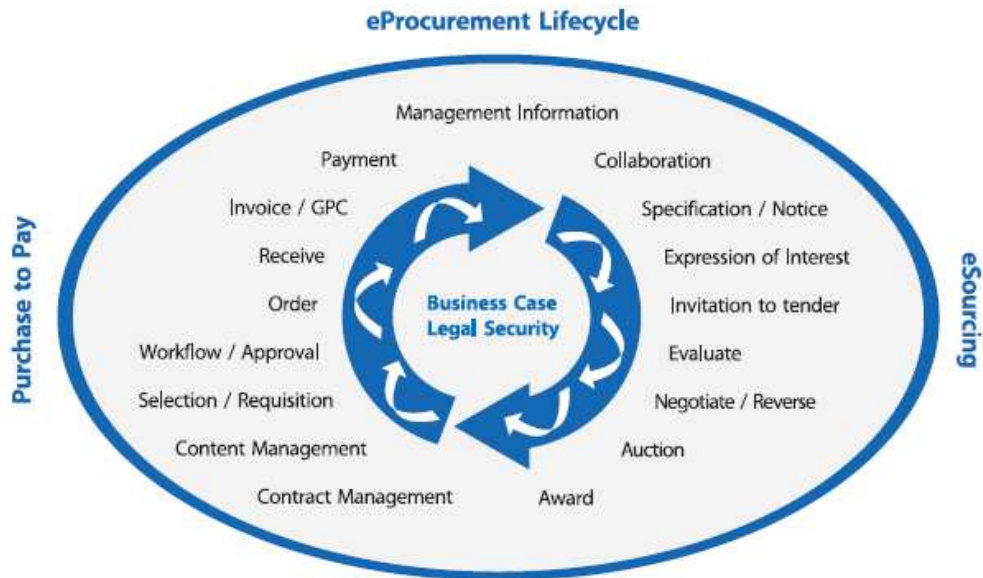 eProcurement Lifecycle
Management Information
Payment
Collaboration
Invoice / GPC
Specification / Notice
Receive
Expression of Interest
Order
Business Case
Legal Security
Invitation to tender
Workflow / Approval
Evaluate
Selection / Requisition
Negotiate / Reverse
Content Management
Auction
Contract Management
Award
Purchase to Pay
eSourcing